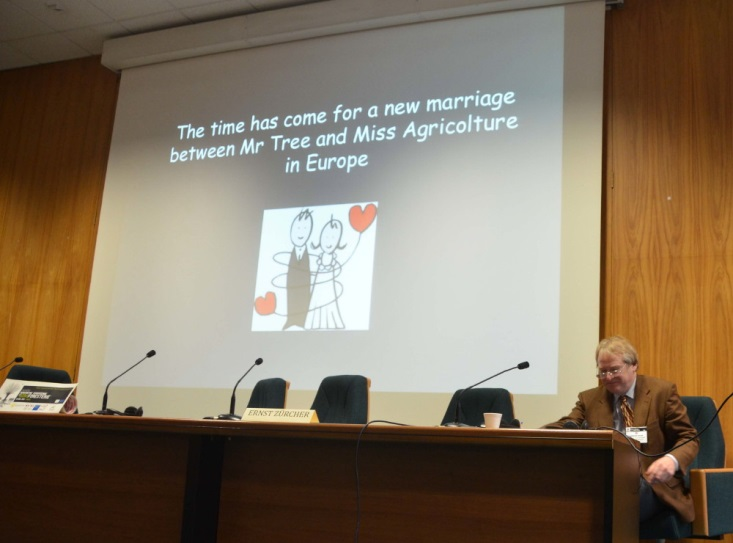 The time has come for a new marriage
between Mr Tree and Miss Agricolture
in Europe
ERNST ZÜRCHER